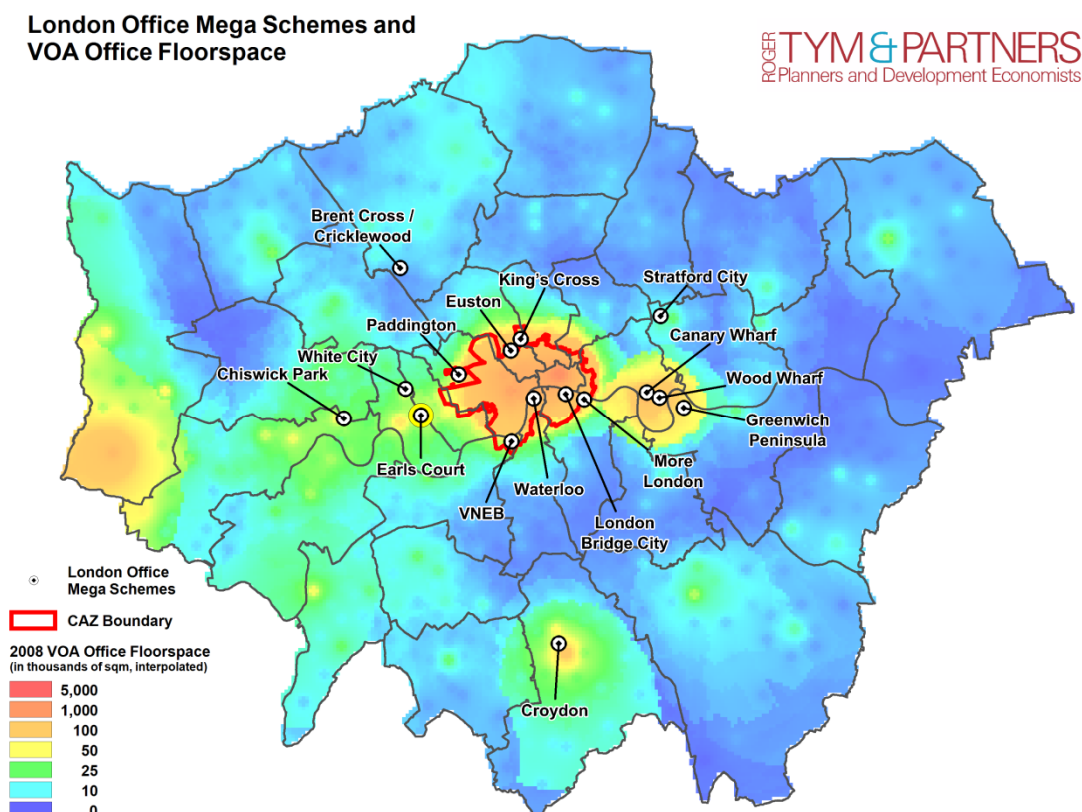 London Office Mega Schemes and
VOA Office Floorspace
ROGER
TYM & PARTNERS
Planners and Development Economists
Brent Cross /
Cricklewood
King's Cross
Stratford City
Euston
Canary Wharf
Paddington
White City
Wood Wharf
Chiswick Park
Greenwich
Peninsula
Earls Court
More
London
Waterloo
VNEB
London
Bridge City
Croydon
London Office
Mega Schemes
CAZ Boundary
2008 VOA Office Floorspace
(in thousands of sqm, interpolated)
5,000
1,000
100
50
25
10
0